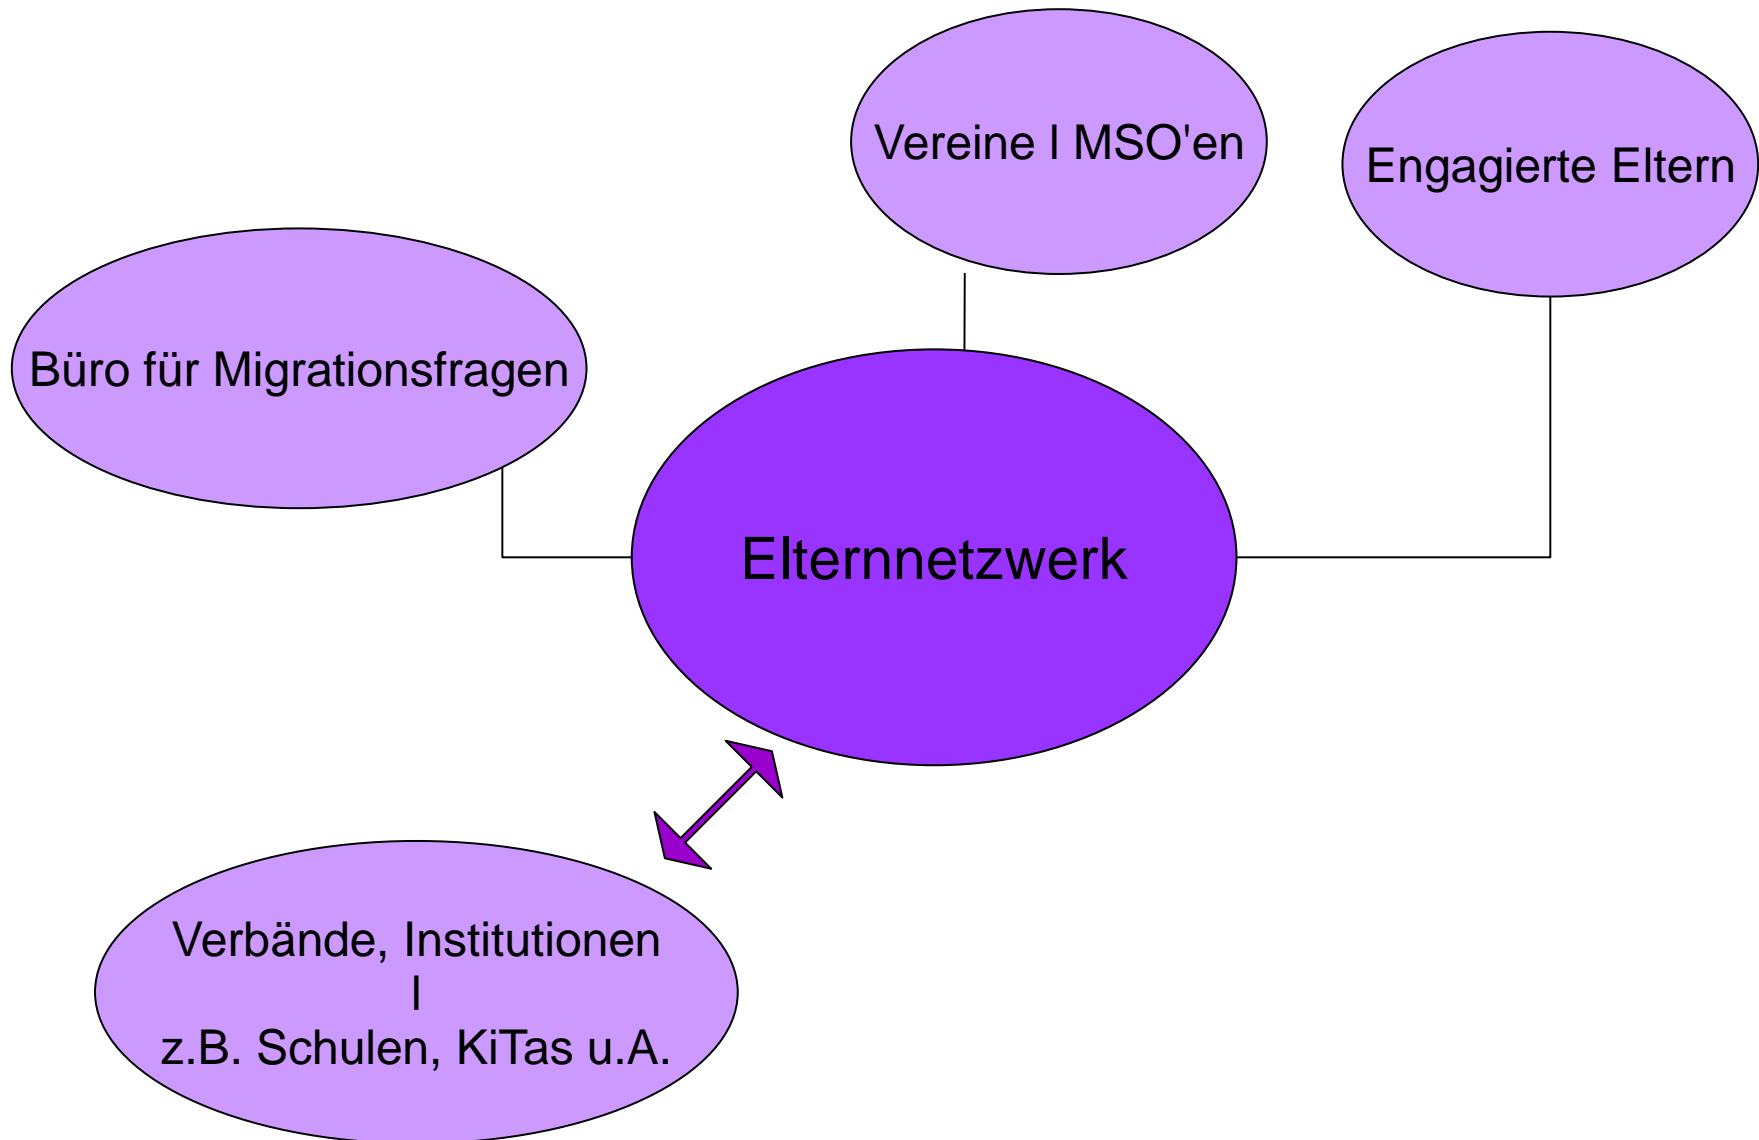 Vereine I MSO'en
Engagierte Eltern
Büro für Migrationsfragen
Elternnetzwerk
Verbände, Institutionen
I
z.B. Schulen, KiTas u.A.